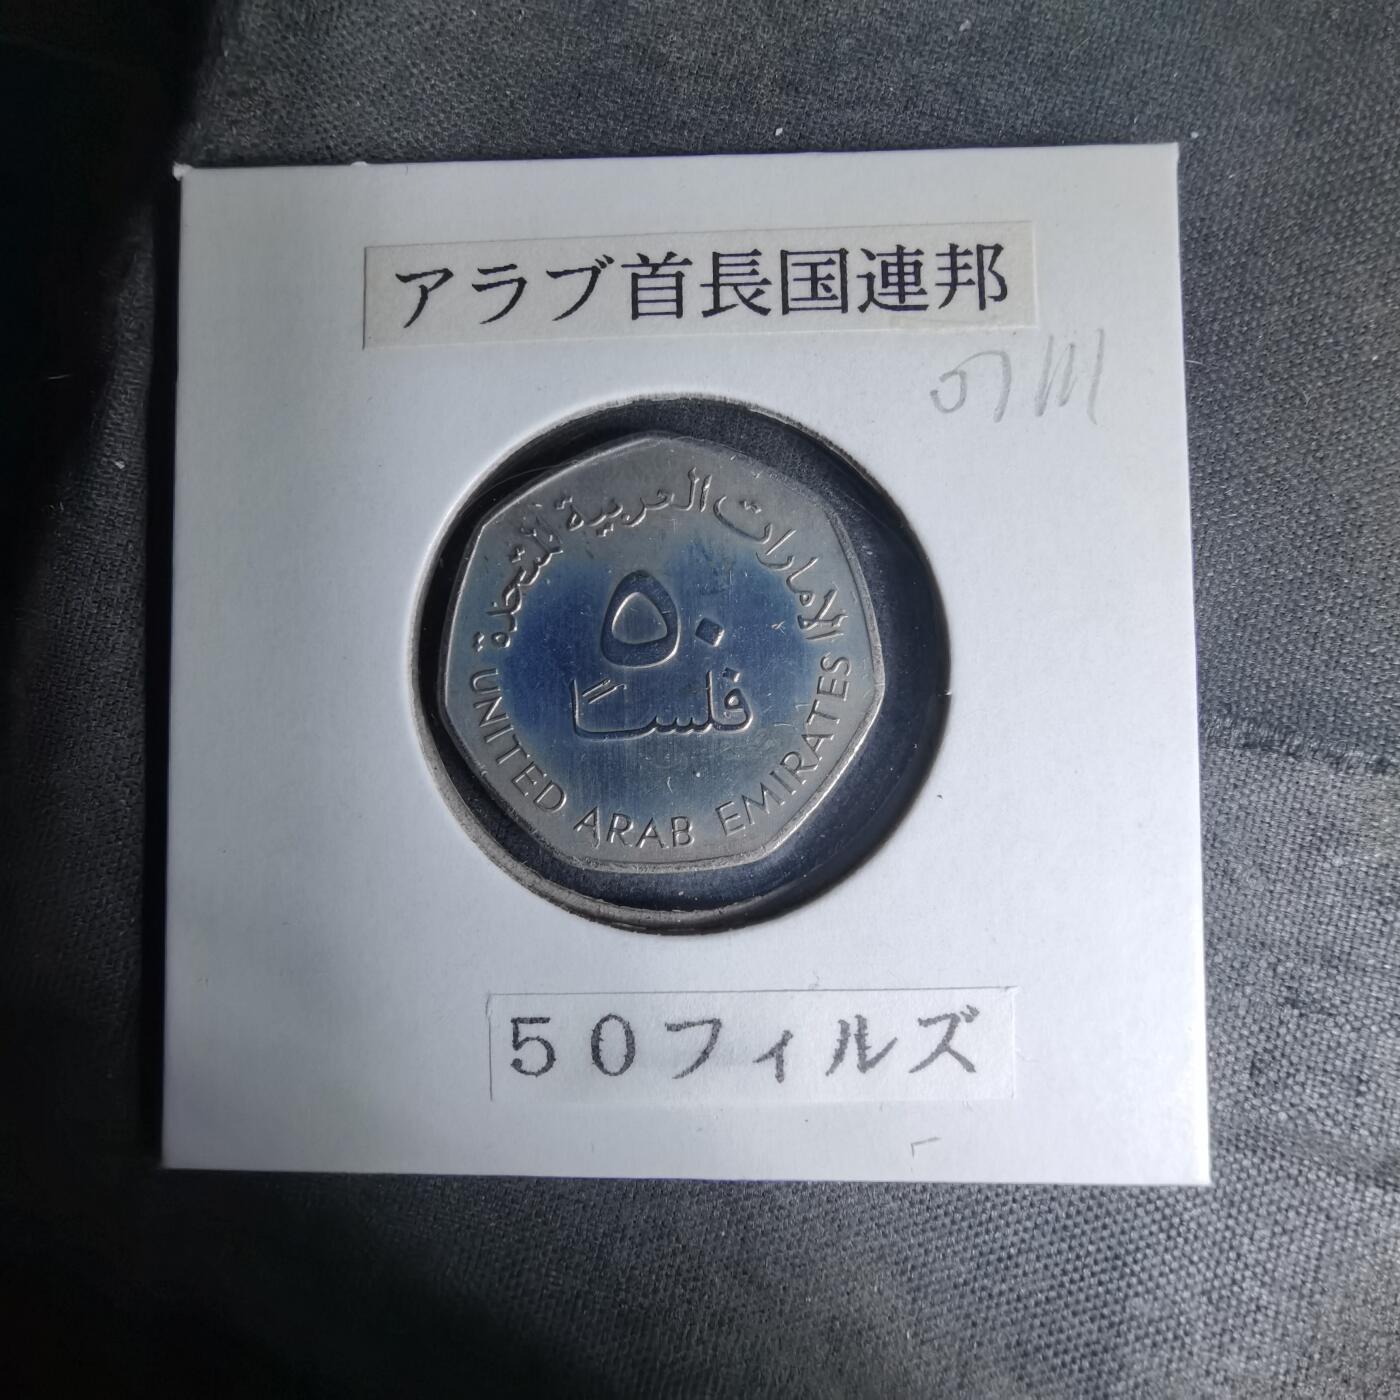 アラブ首長国連邦
الامارات العربية المتحدة
٥٠
فلسا
UNITED ARAB EMIRATES
５０フィルズ